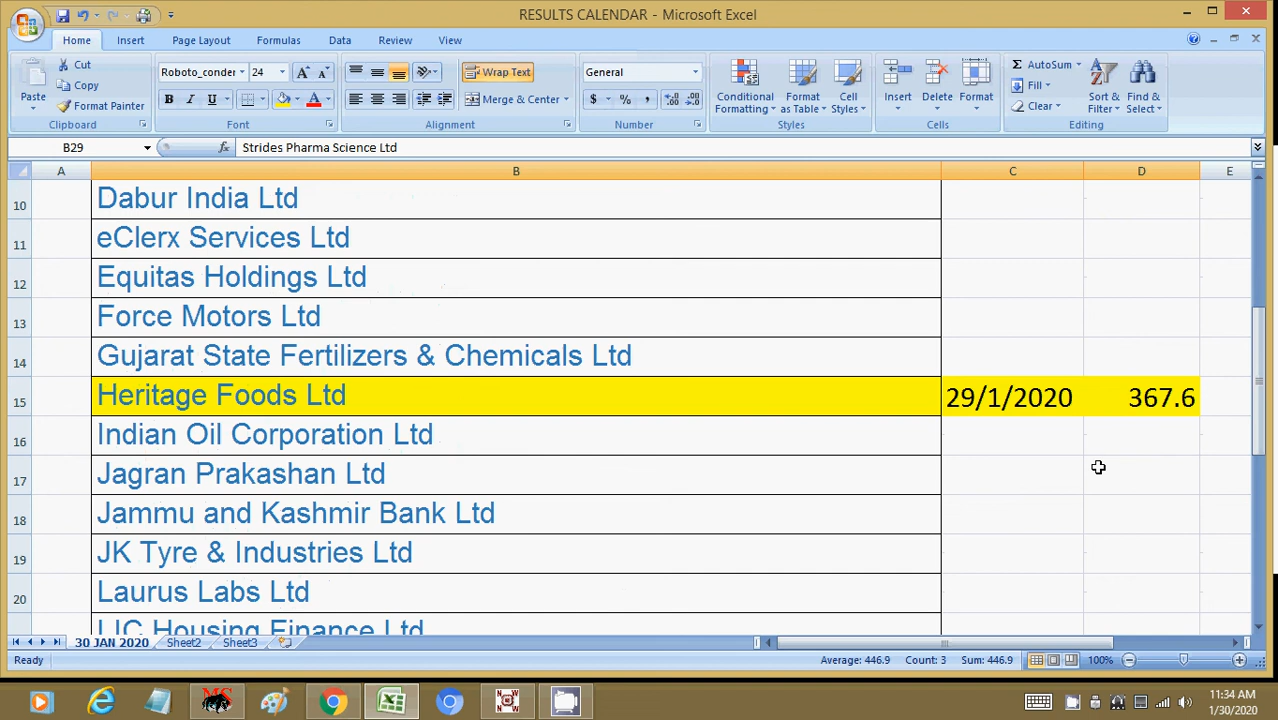 RESULTS CALENDAR - Microsoft Excel
Home Insert Page Layout Formulas Data Review View
Paste Cut Copy Format Painter
Roboto_conder 24 A A B I U A
Wrap Text Merge & Center
General $ % ,
Conditional Formatting Format as Table Cell Styles
Insert Delete Format
Σ AutoSum Fill Clear Sort & Filter Find & Select
Clipboard Font Alignment Number Styles Cells Editing
B29 fx Strides Pharma Science Ltd
A B C D E
10 Dabur India Ltd
11 eClerx Services Ltd
12 Equitas Holdings Ltd
13 Force Motors Ltd
14 Gujarat State Fertilizers & Chemicals Ltd
15 Heritage Foods Ltd 29/1/2020 367.6
16 Indian Oil Corporation Ltd
17 Jagran Prakashan Ltd
18 Jammu and Kashmir Bank Ltd
19 JK Tyre & Industries Ltd
20 Laurus Labs Ltd
LIC Housing Finance Ltd
30 JAN 2020 Sheet2 Sheet3
Ready Average: 446.9 Count: 3 Sum: 446.9 100%
11:34 AM
1/30/2020